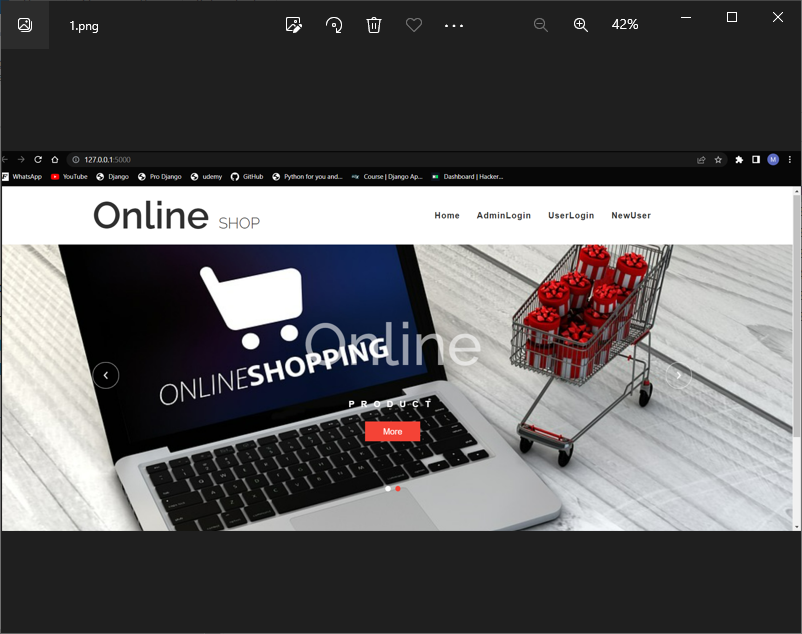 1.png
42%
127.0.0.1:5000
M
WhatsApp
YouTube
Django
Pro Django
udemy
GitHub
Python for you and...
Course | Django Ap...
Dashboard | Hacker...
Online SHOP
Home
AdminLogin
UserLogin
NewUser
Online
ONLINESHOPPING
PRODUCT
More